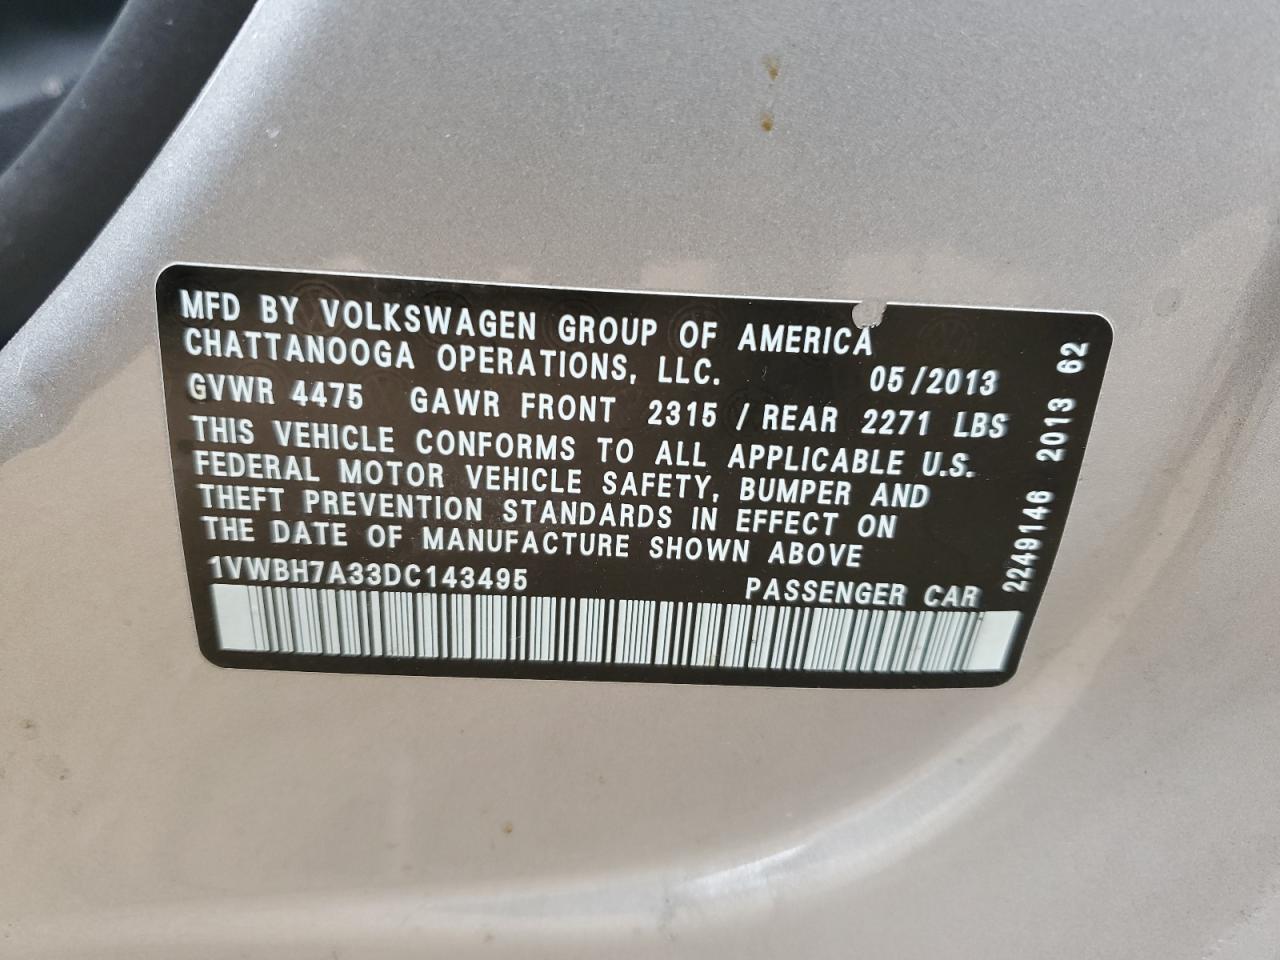 MFD BY VOLKSWAGEN GROUP OF AMERICA
CHATTANOOGA OPERATIONS, LLC. 05/2013
GVWR 4475 GAWR FRONT 2315 / REAR 2271 LBS
THIS VEHICLE CONFORMS TO ALL APPLICABLE U.S.
FEDERAL MOTOR VEHICLE SAFETY, BUMPER AND
THEFT PREVENTION STANDARDS IN EFFECT ON
THE DATE OF MANUFACTURE SHOWN ABOVE
1VWBH7A33DC143495 PASSENGER CAR
2249146 2013 62